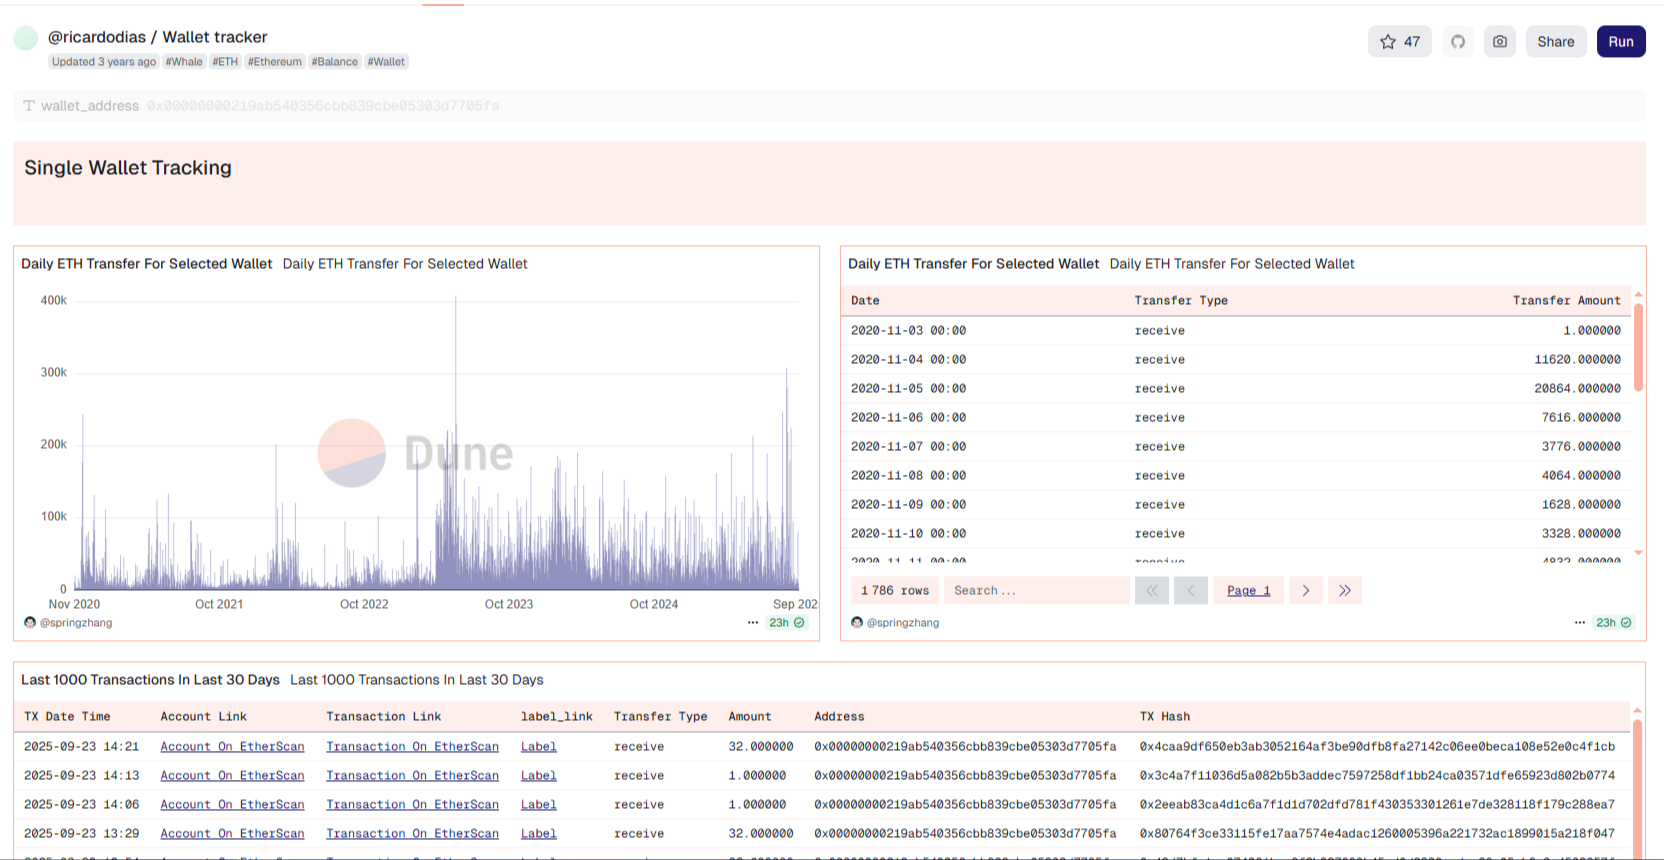 @ricardodias / Wallet tracker
47
Share
Run
Updated 3 years ago #Whale #ETH #Ethereum #Balance #Wallet
wallet_address 0x00000000219ab540356cbb839cbe05303d7705fa
Single Wallet Tracking
Daily ETH Transfer For Selected Wallet Daily ETH Transfer For Selected Wallet
400k
300k
200k
100k
0
Nov 2020 Oct 2021 Oct 2022 Oct 2023 Oct 2024 Sep 202
Dune
@springzhang
23h
Daily ETH Transfer For Selected Wallet Daily ETH Transfer For Selected Wallet
Date Transfer Type Transfer Amount
2020-11-03 00:00 receive 1.000000
2020-11-04 00:00 receive 11620.000000
2020-11-05 00:00 receive 20864.000000
2020-11-06 00:00 receive 7616.000000
2020-11-07 00:00 receive 3776.000000
2020-11-08 00:00 receive 4064.000000
2020-11-09 00:00 receive 1628.000000
2020-11-10 00:00 receive 3328.000000
1 786 rows Search ... Page 1
@springzhang
23h
Last 1000 Transactions In Last 30 Days Last 1000 Transactions In Last 30 Days
TX Date Time Account Link Transaction Link label_link Transfer Type Amount Address TX Hash
2025-09-23 14:21 Account On EtherScan Transaction On EtherScan Label receive 32.000000 0x00000000219ab540356cbb839cbe05303d7705fa 0x4caa9df650eb3ab3052164af3be90dfb8fa27142c06ee0beca108e52e0c4f1cb
2025-09-23 14:13 Account On EtherScan Transaction On EtherScan Label receive 1.000000 0x00000000219ab540356cbb839cbe05303d7705fa 0x3c4a7f11036d5a082b5b3addec7597258df1bb24ca03571dfe65923d802b0774
2025-09-23 14:06 Account On EtherScan Transaction On EtherScan Label receive 1.000000 0x00000000219ab540356cbb839cbe05303d7705fa 0x2eeab83ca4d1c6a7f1d1d702dfd781f430353301261e7de328118f179c288ea7
2025-09-23 13:29 Account On EtherScan Transaction On EtherScan Label receive 32.000000 0x00000000219ab540356cbb839cbe05303d7705fa 0x80764f3ce33115fe17aa7574e4adac1260005396a221732ac1899015a218f047